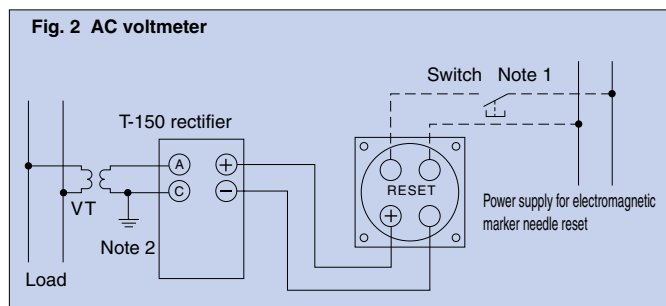 Fig. 2 AC voltmeter
Switch Note 1
T-150 rectifier
A +
C −
RESET
+
VT
Note 2
Load
Power supply for electromagnetic
marker needle reset